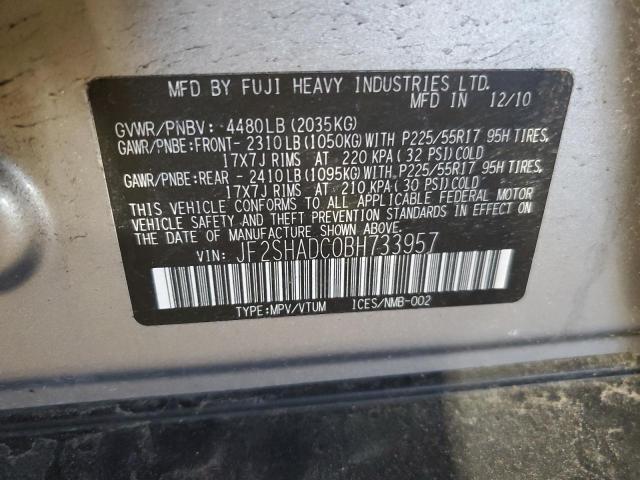 MFD BY FUJI HEAVY INDUSTRIES LTD.
MFD IN 12/10
GVWR/PNBV: 4480LB (2035KG)
GAWR/PNBE:FRONT- 2310LB (1050KG) WITH P225/55R17 95H TIRES,
17X7J RIMS AT 220 KPA (32 PSI) COLD
GAWR/PNBE:REAR - 2410LB (1095KG) WITH P225/55R17 95H TIRES,
17X7J RIMS AT 210 KPA (30 PSI) COLD
THIS VEHICLE CONFORMS TO ALL APPLICABLE FEDERAL MOTOR
VEHICLE SAFETY AND THEFT PREVENTION STANDARDS IN EFFECT ON
THE DATE OF MANUFACTURE SHOWN ABOVE.
VIN: JF2SHADC0BH733957
TYPE:MPV/VTUM ICES/NMB-002